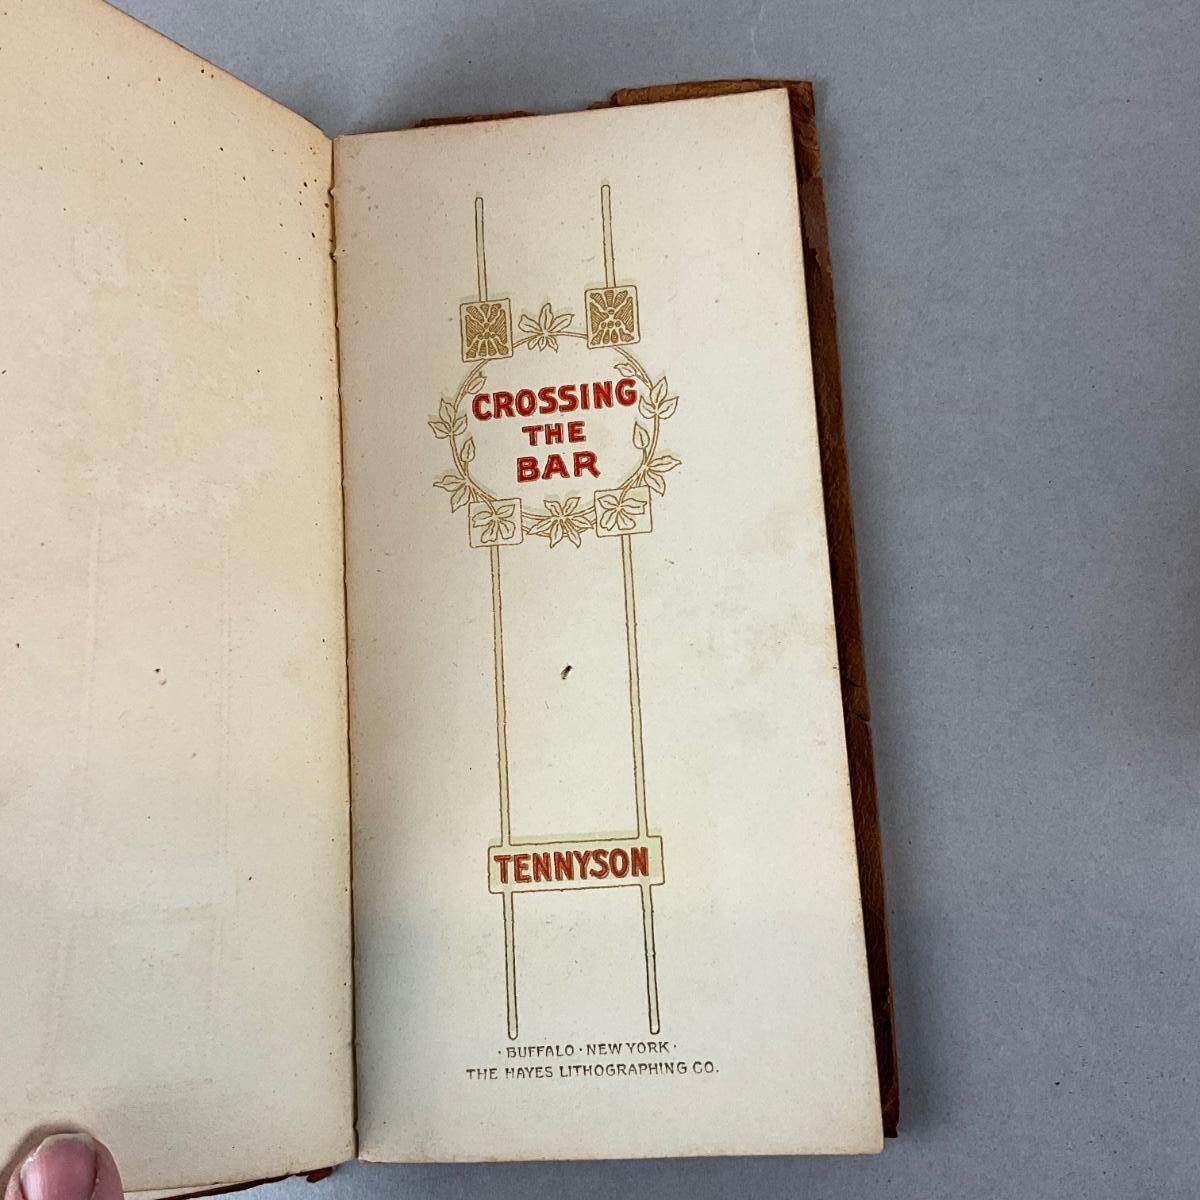 CROSSING
THE
BAR
TENNYSON
· BUFFALO · NEW YORK ·
THE HAYES LITHOGRAPHING CO.